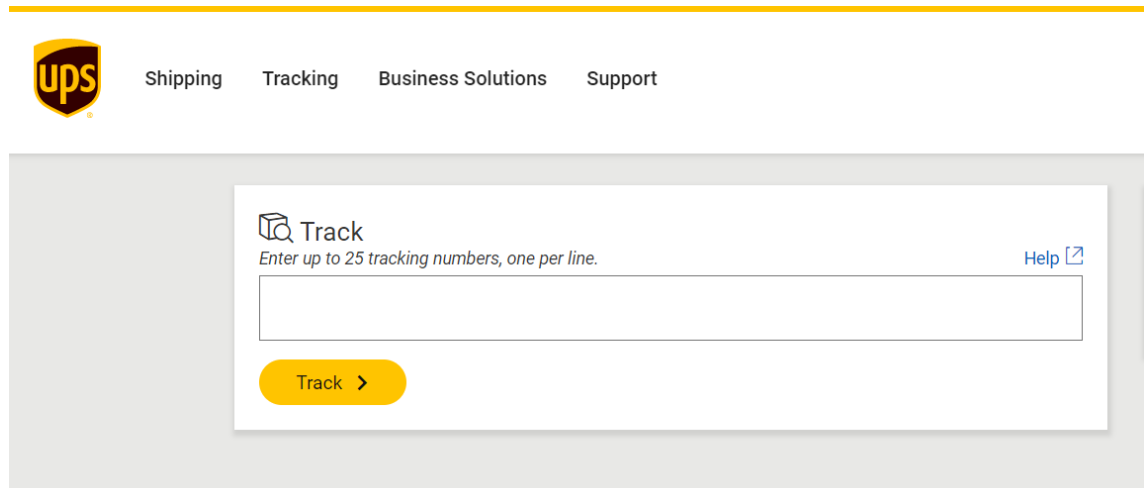 ups
Shipping Tracking Business Solutions Support
Track
Enter up to 25 tracking numbers, one per line. Help
Track